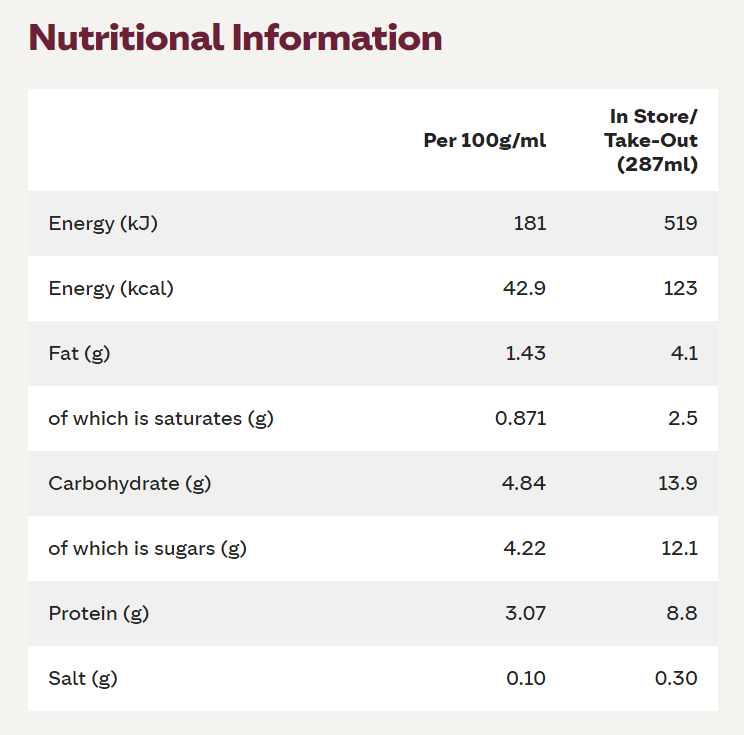 Nutritional Information
Per 100g/ml
In Store/
Take-Out
(287ml)
Energy (kJ) 181 519
Energy (kcal) 42.9 123
Fat (g) 1.43 4.1
of which is saturates (g) 0.871 2.5
Carbohydrate (g) 4.84 13.9
of which is sugars (g) 4.22 12.1
Protein (g) 3.07 8.8
Salt (g) 0.10 0.30